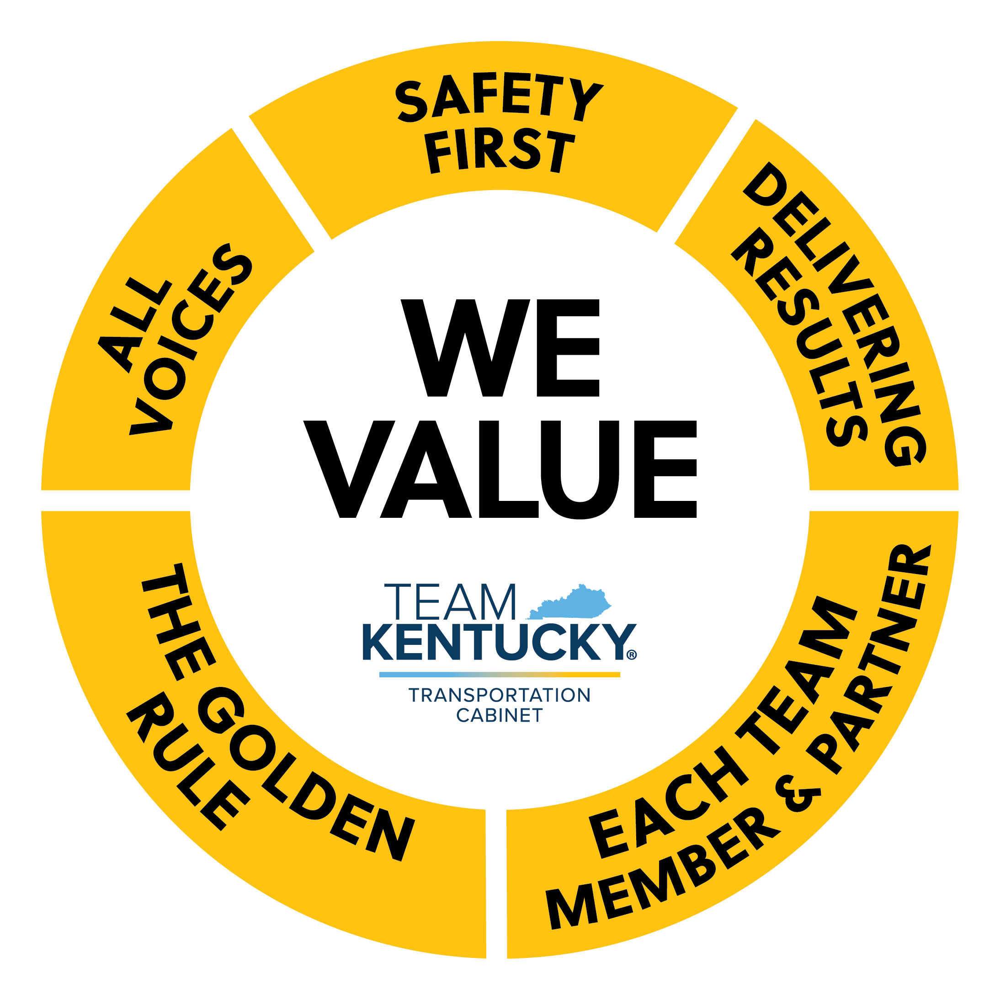 SAFETY
FIRST
DELIVERING
RESULTS
EACH TEAM
MEMBER & PARTNER
THE GOLDEN
RULE
ALL
VOICES
WE
VALUE
TEAM
KENTUCKY®
TRANSPORTATION
CABINET